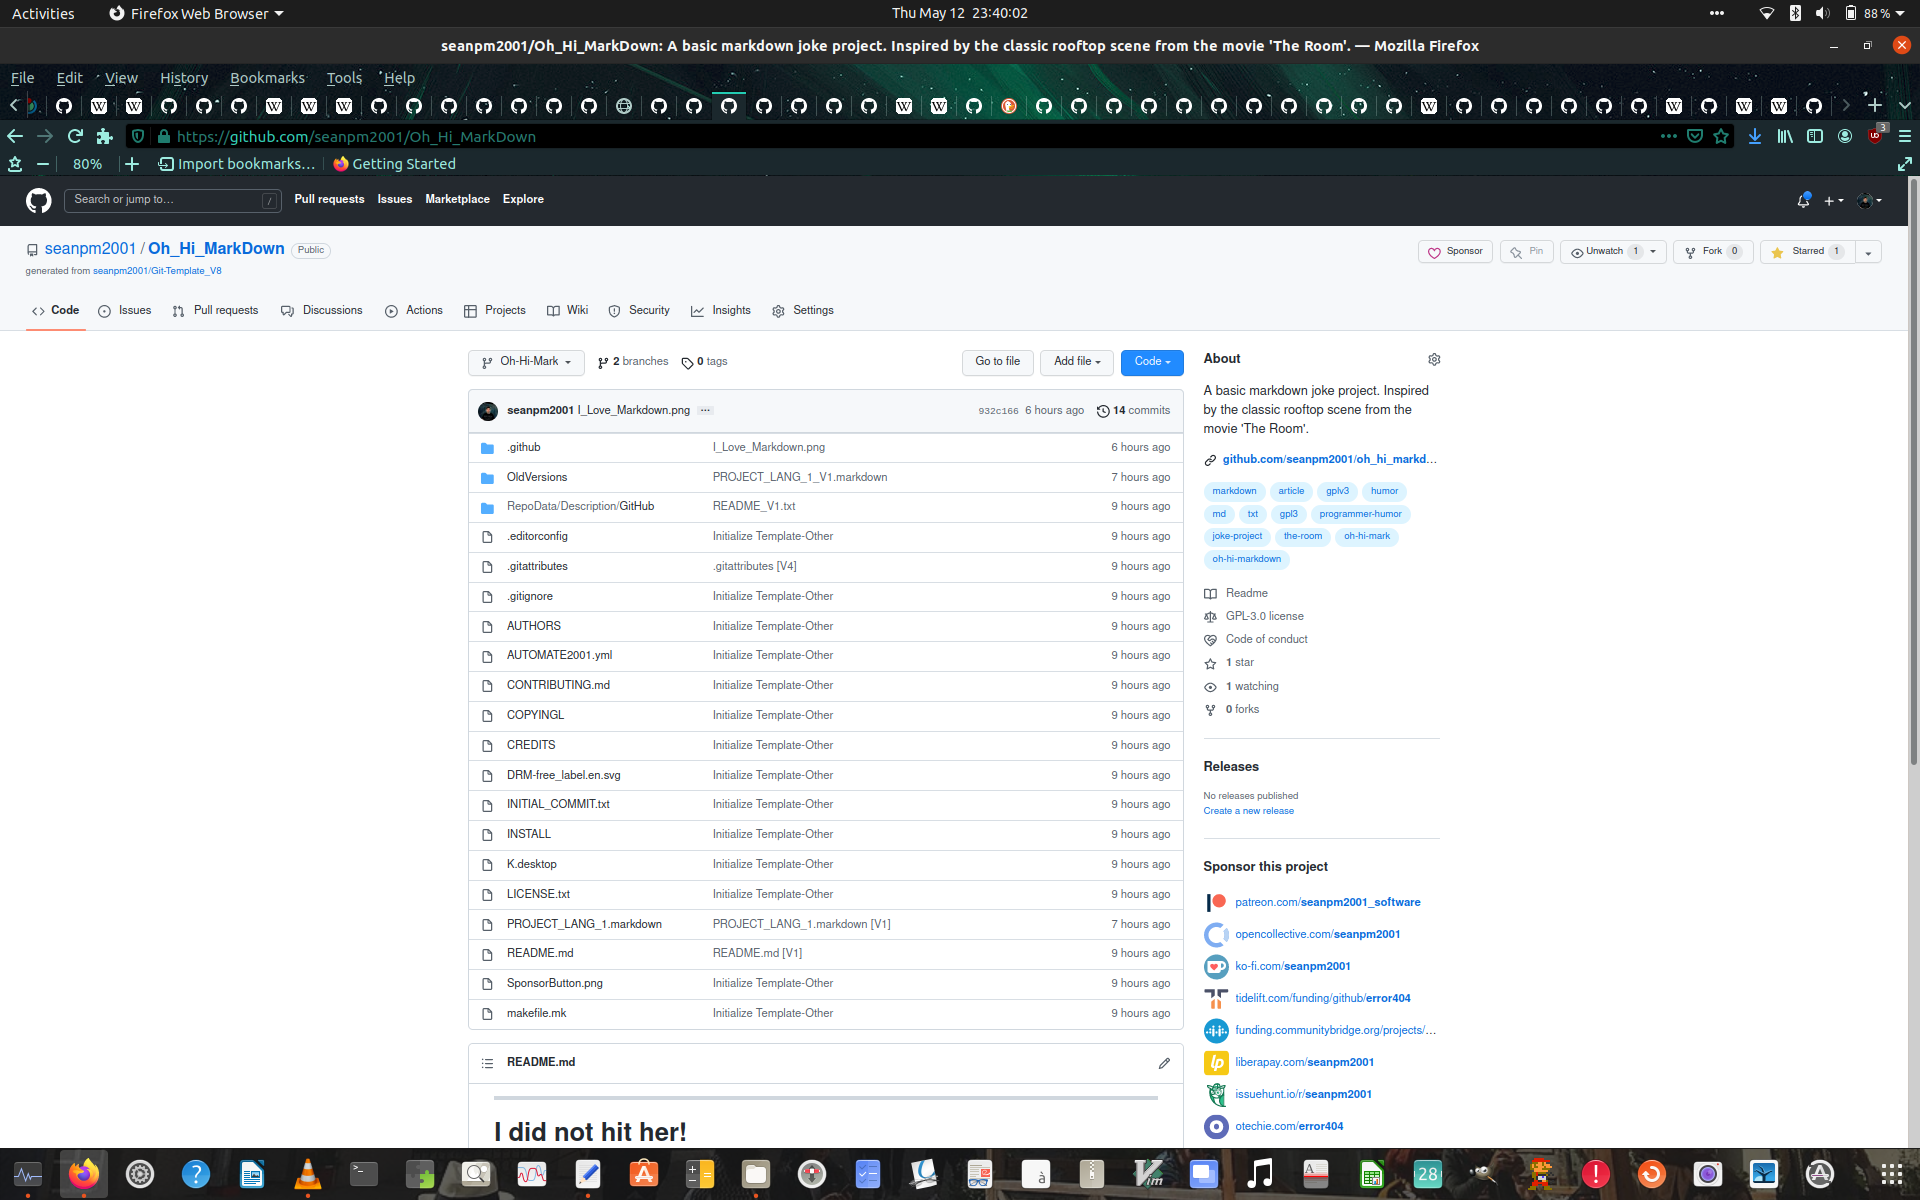 Activities
Firefox Web Browser
Thu May 12 23:40:02
88 %
seanpm2001/Oh_Hi_MarkDown: A basic markdown joke project. Inspired by the classic rooftop scene from the movie 'The Room'. — Mozilla Firefox
File Edit View History Bookmarks Tools Help
https://github.com/seanpm2001/Oh_Hi_MarkDown
3
80%
Import bookmarks…
Getting Started
Search or jump to…
/
Pull requests Issues Marketplace Explore
seanpm2001 / Oh_Hi_MarkDown Public
generated from seanpm2001/Git-Template_V8
Sponsor
Pin
Unwatch 1
Fork 0
Starred 1
Code
Issues
Pull requests
Discussions
Actions
Projects
Wiki
Security
Insights
Settings
Oh-Hi-Mark
2 branches
0 tags
Go to file
Add file
Code
seanpm2001 I_Love_Markdown.png ...
932c166 6 hours ago
14 commits
.github I_Love_Markdown.png 6 hours ago
OldVersions PROJECT_LANG_1_V1.markdown 7 hours ago
RepoData/Description/GitHub README_V1.txt 9 hours ago
.editorconfig Initialize Template-Other 9 hours ago
.gitattributes .gitattributes [V4] 9 hours ago
.gitignore Initialize Template-Other 9 hours ago
AUTHORS Initialize Template-Other 9 hours ago
AUTOMATE2001.yml Initialize Template-Other 9 hours ago
CONTRIBUTING.md Initialize Template-Other 9 hours ago
COPYINGL Initialize Template-Other 9 hours ago
CREDITS Initialize Template-Other 9 hours ago
DRM-free_label.en.svg Initialize Template-Other 9 hours ago
INITIAL_COMMIT.txt Initialize Template-Other 9 hours ago
INSTALL Initialize Template-Other 9 hours ago
K.desktop Initialize Template-Other 9 hours ago
LICENSE.txt Initialize Template-Other 9 hours ago
PROJECT_LANG_1.markdown PROJECT_LANG_1.markdown [V1] 7 hours ago
README.md README.md [V1] 9 hours ago
SponsorButton.png Initialize Template-Other 9 hours ago
makefile.mk Initialize Template-Other 9 hours ago
README.md
I did not hit her!
About
A basic markdown joke project. Inspired
by the classic rooftop scene from the
movie 'The Room'.
github.com/seanpm2001/oh_hi_markd...
markdown article gplv3 humor
md txt gpl3 programmer-humor
joke-project the-room oh-hi-mark
oh-hi-markdown
Readme
GPL-3.0 license
Code of conduct
1 star
1 watching
0 forks
Releases
No releases published
Create a new release
Sponsor this project
patreon.com/seanpm2001_software
opencollective.com/seanpm2001
ko-fi.com/seanpm2001
tidelift.com/funding/github/error404
funding.communitybridge.org/projects/...
liberapay.com/seanpm2001
issuehunt.io/r/seanpm2001
otechie.com/error404
28